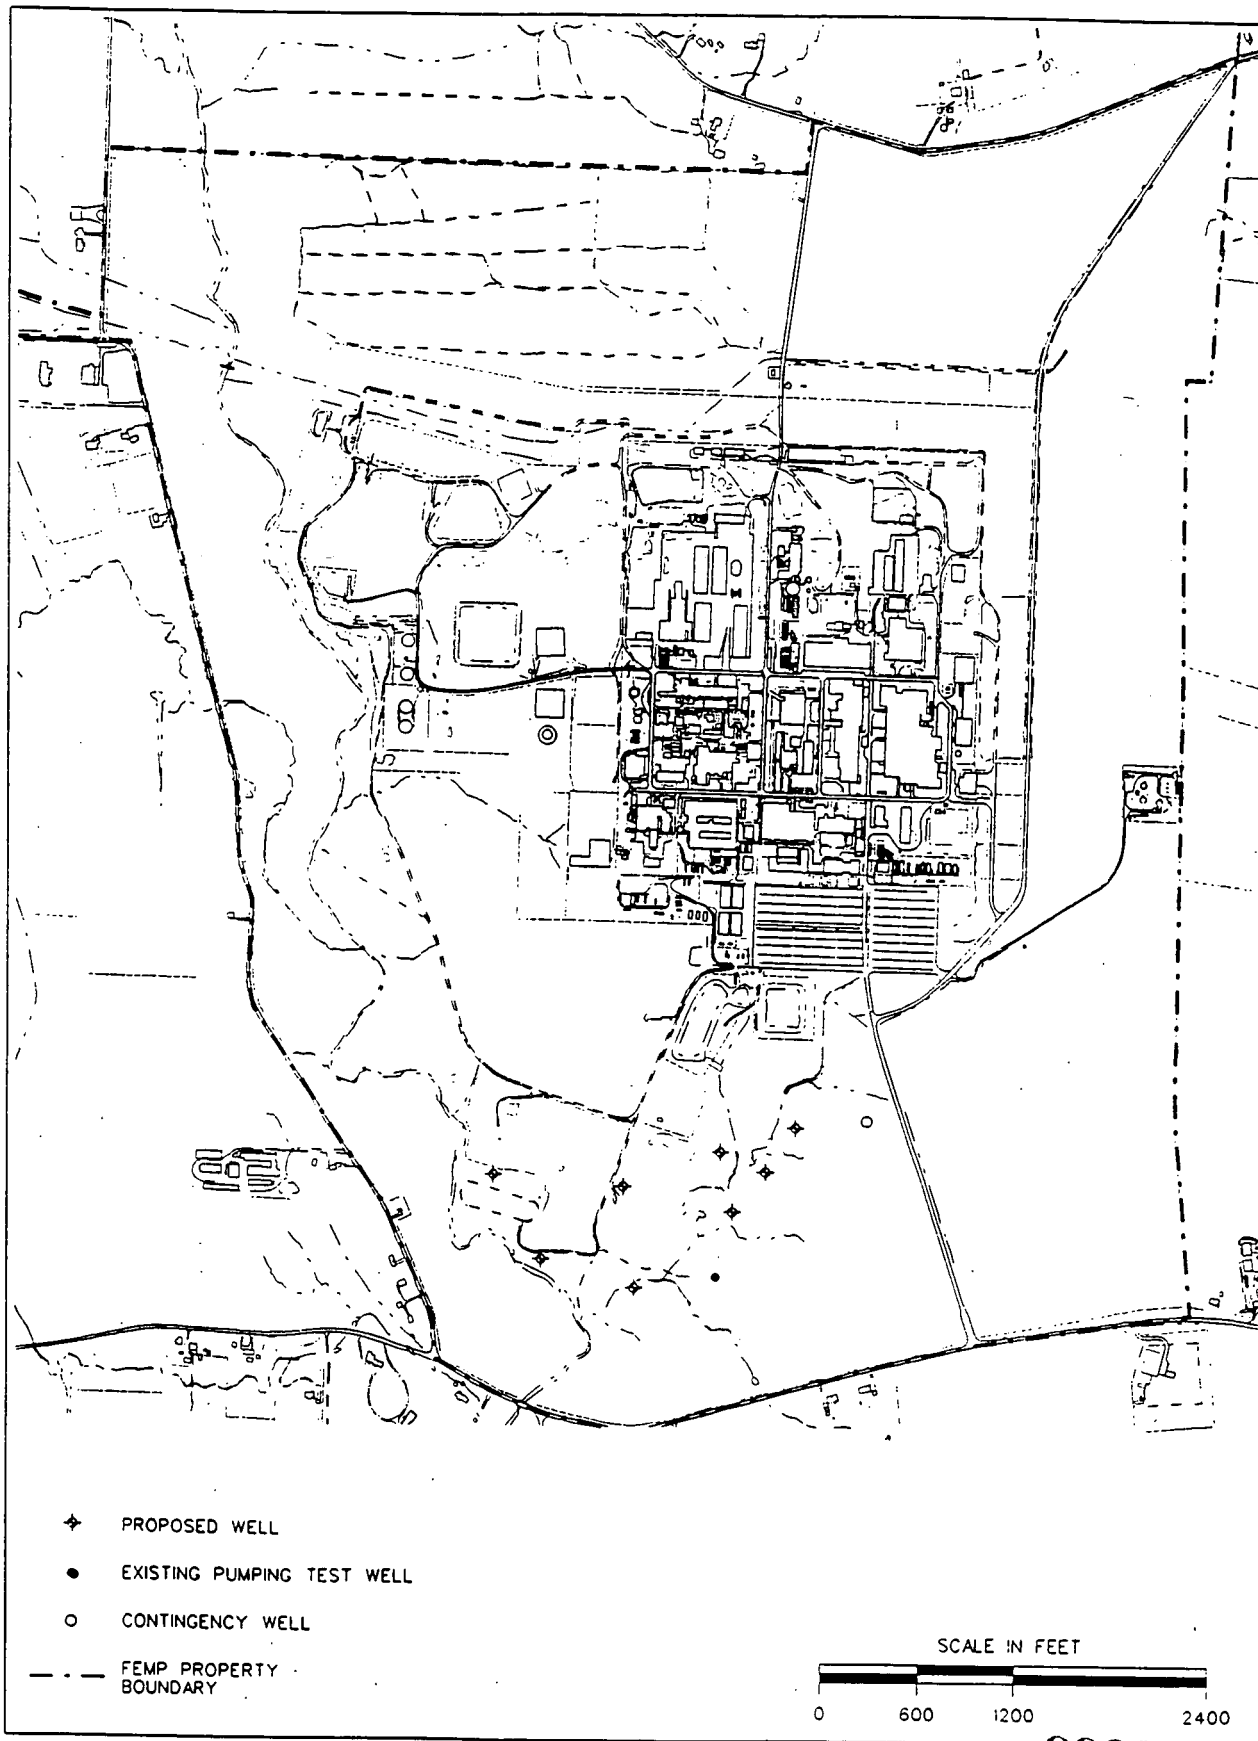 PROPOSED WELL
EXISTING PUMPING TEST WELL
CONTINGENCY WELL
FEMP PROPERTY
BOUNDARY
SCALE IN FEET
0 600 1200 2400